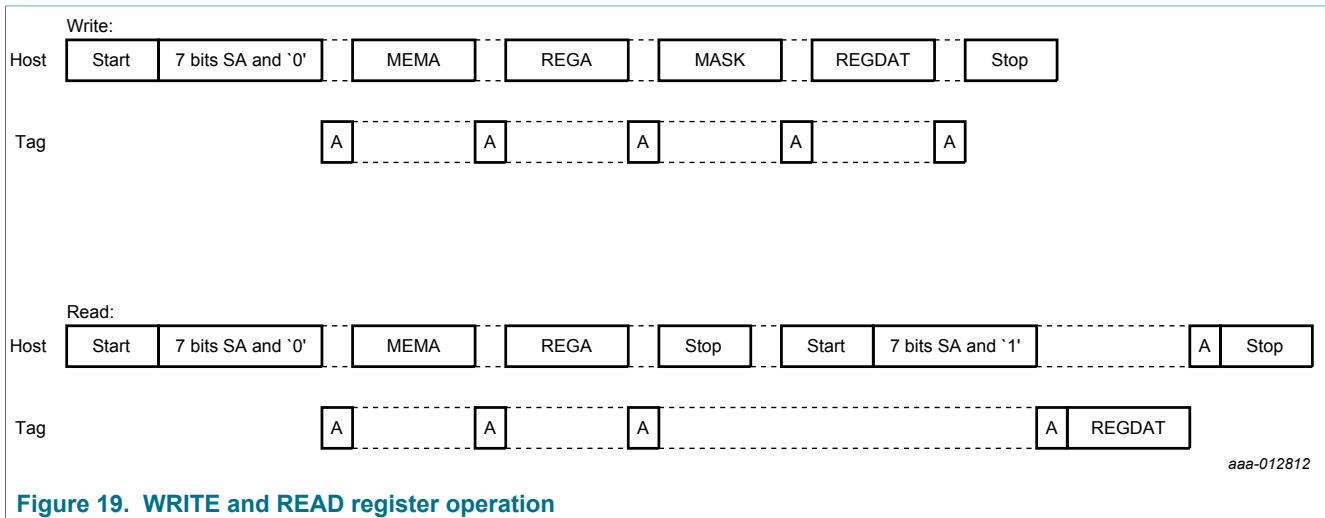 Write:
Host Start 7 bits SA and `0' MEMA REGA MASK REGDAT Stop
Tag A A A A A
Read:
Host Start 7 bits SA and `0' MEMA REGA Stop Start 7 bits SA and `1' A Stop
Tag A A A A REGDAT
aaa-012812
Figure 19. WRITE and READ register operation